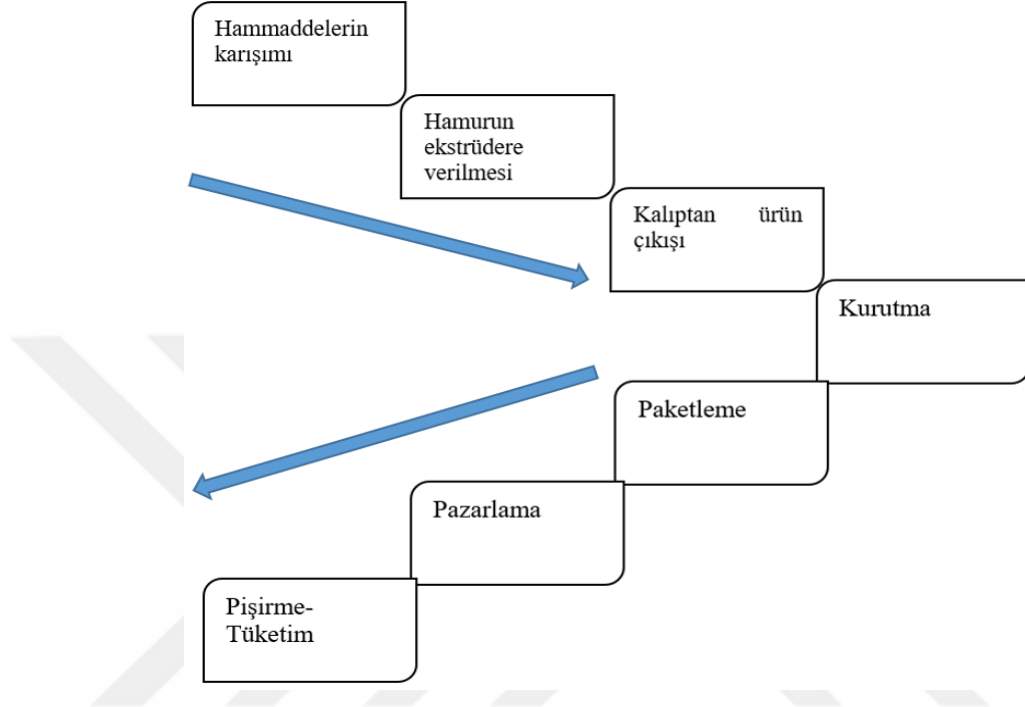 Hammaddelerin
karışımı
Hamurun
ekstrüdere
verilmesi
Kalıptan ürün
çıkışı
Kurutma
Paketleme
Pazarlama
Pişirme-
Tüketim